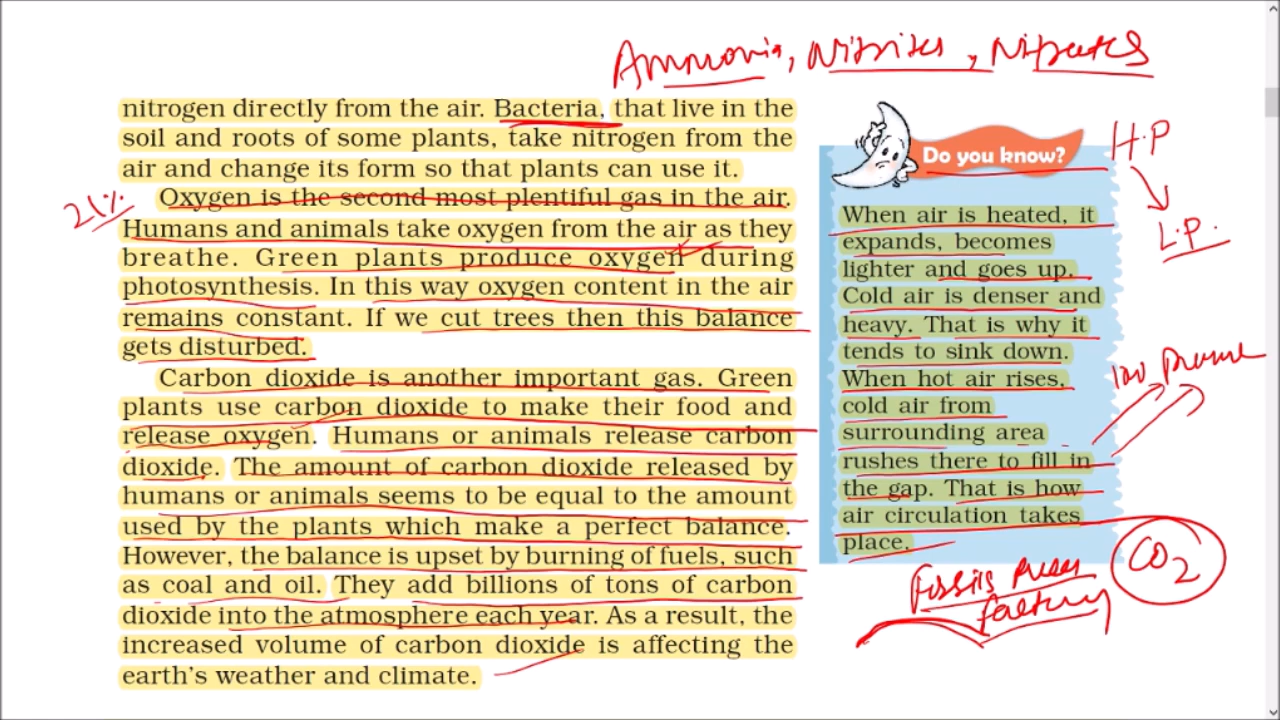 Ammonia, Nitrites, Nitrates
nitrogen directly from the air. Bacteria, that live in the
soil and roots of some plants, take nitrogen from the
air and change its form so that plants can use it.
21%
Oxygen is the second most plentiful gas in the air.
Humans and animals take oxygen from the air as they
breathe. Green plants produce oxygen during
photosynthesis. In this way oxygen content in the air
remains constant. If we cut trees then this balance
gets disturbed.
Carbon dioxide is another important gas. Green
plants use carbon dioxide to make their food and
release oxygen. Humans or animals release carbon
dioxide. The amount of carbon dioxide released by
humans or animals seems to be equal to the amount
used by the plants which make a perfect balance.
However, the balance is upset by burning of fuels, such
as coal and oil. They add billions of tons of carbon
dioxide into the atmosphere each year. As a result, the
increased volume of carbon dioxide is affecting the
earth's weather and climate.
Do you know?
H.P
L.P.
When air is heated, it
expands, becomes
lighter and goes up.
Cold air is denser and
heavy. That is why it
tends to sink down.
When hot air rises,
cold air from
surrounding area
rushes there to fill in
the gap. That is how
air circulation takes
place.
CO2
Fossils
factory